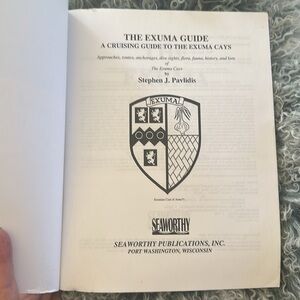 THE EXUMA GUIDE
A CRUISING GUIDE TO THE EXUMA CAYS
Approaches, routes, anchorages, dive sights, flora, fauna, history, and lore
of
The Exuma Cays
by
Stephen J. Pavlidis
EXUMA
SEAWORTHY
SEAWORTHY PUBLICATIONS, INC.
PORT WASHINGTON, WISCONSIN